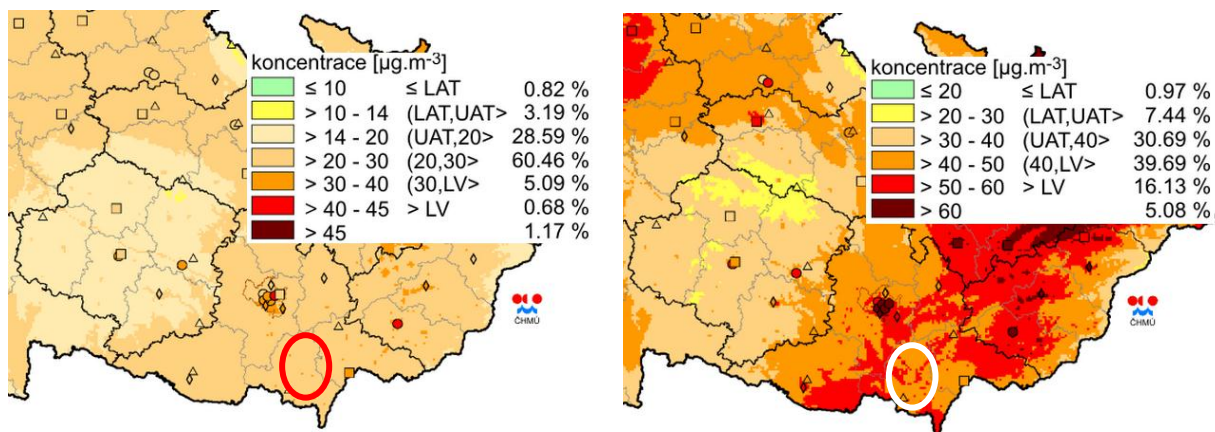 koncentrace [µg.m-3]
≤ 10 ≤ LAT 0.82 %
> 10 - 14 (LAT,UAT> 3.19 %
> 14 - 20 (UAT,20> 28.59 %
> 20 - 30 (20,30> 60.46 %
> 30 - 40 (30,LV> 5.09 %
> 40 - 45 > LV 0.68 %
> 45 1.17 %
ČHMÚ
koncentrace [µg.m-3]
≤ 20 ≤ LAT 0.97 %
> 20 - 30 (LAT,UAT> 7.44 %
> 30 - 40 (UAT,40> 30.69 %
> 40 - 50 (40,LV> 39.69 %
> 50 - 60 > LV 16.13 %
> 60 5.08 %
ČHMÚ